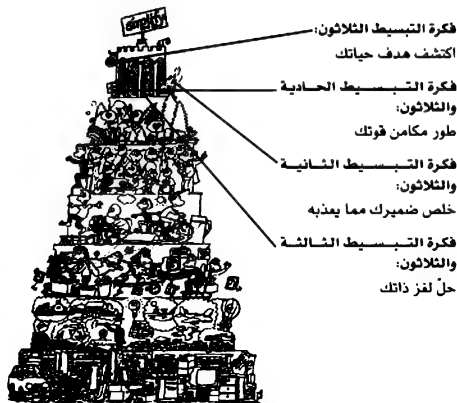 simplify
فكرة التبسيط الثلاثون:
اكتشف هدف حياتك
فكرة التبسيط الحادية
والثلاثون:
طور مكامن قوتك
فكرة التبسيط الثانية
والثلاثون:
خلص ضميرك مما يعذبه
فكرة التبسيط الثالثة
والثلاثون:
حلّ لغز ذاتك